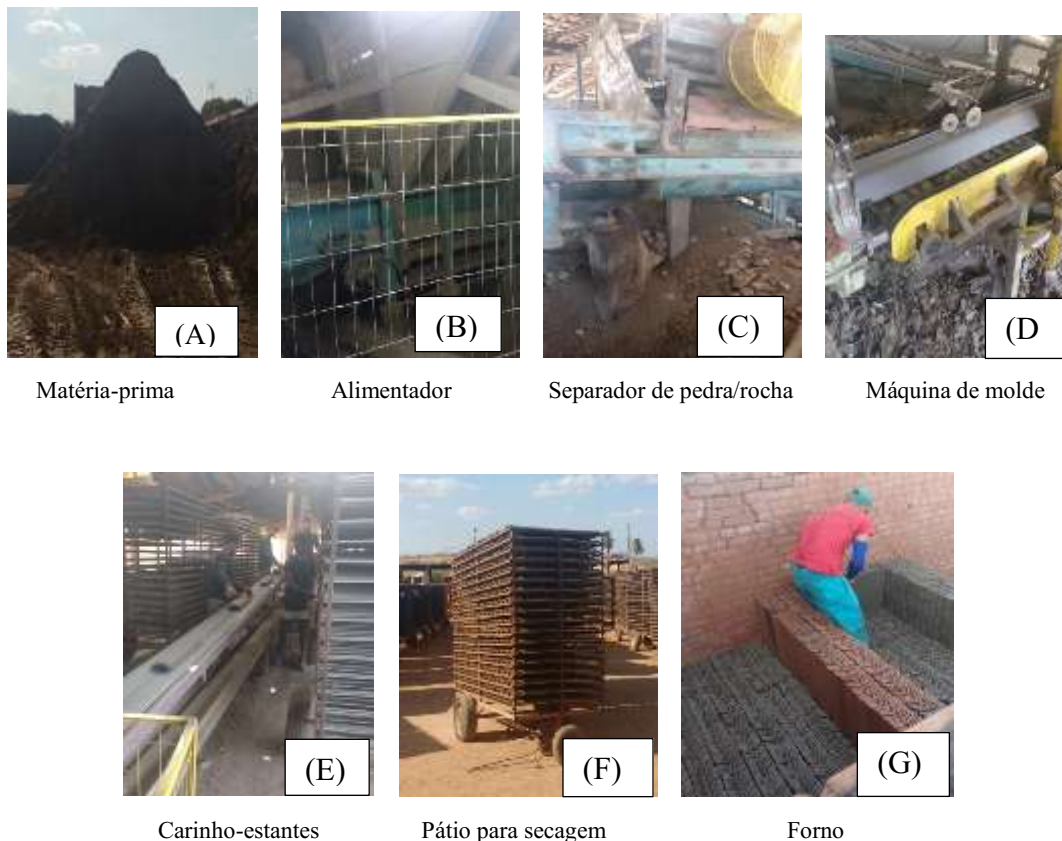 (A)
(B)
(C)
(D
Matéria-prima
Alimentador
Separador de pedra/rocha
Máquina de molde
(E)
(F)
(G)
Carinho-estantes
Pátio para secagem
Forno